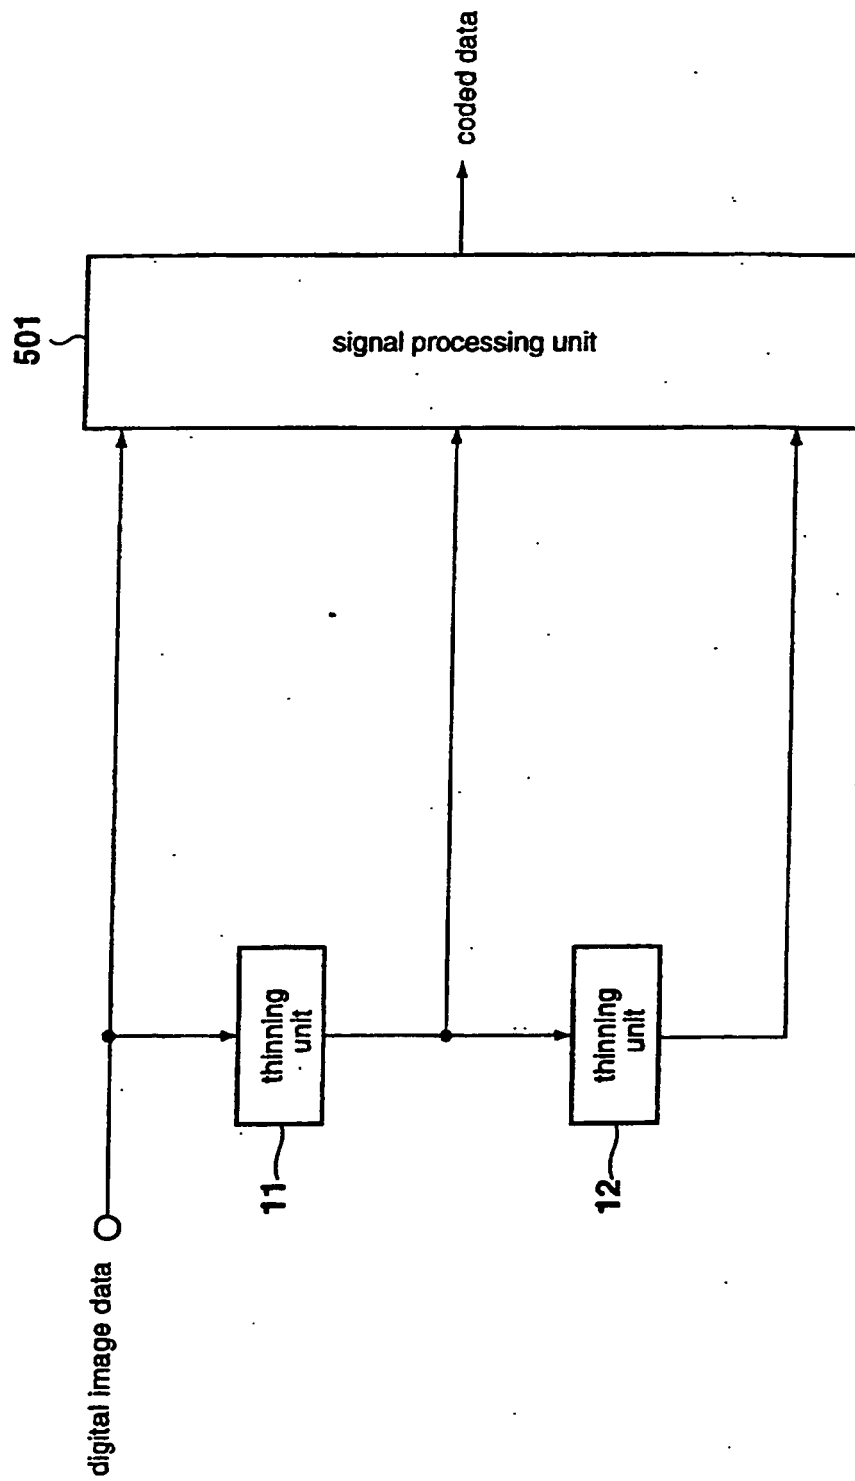 digital image data
11
thinning
unit
12
thinning
unit
501
signal processing unit
coded data